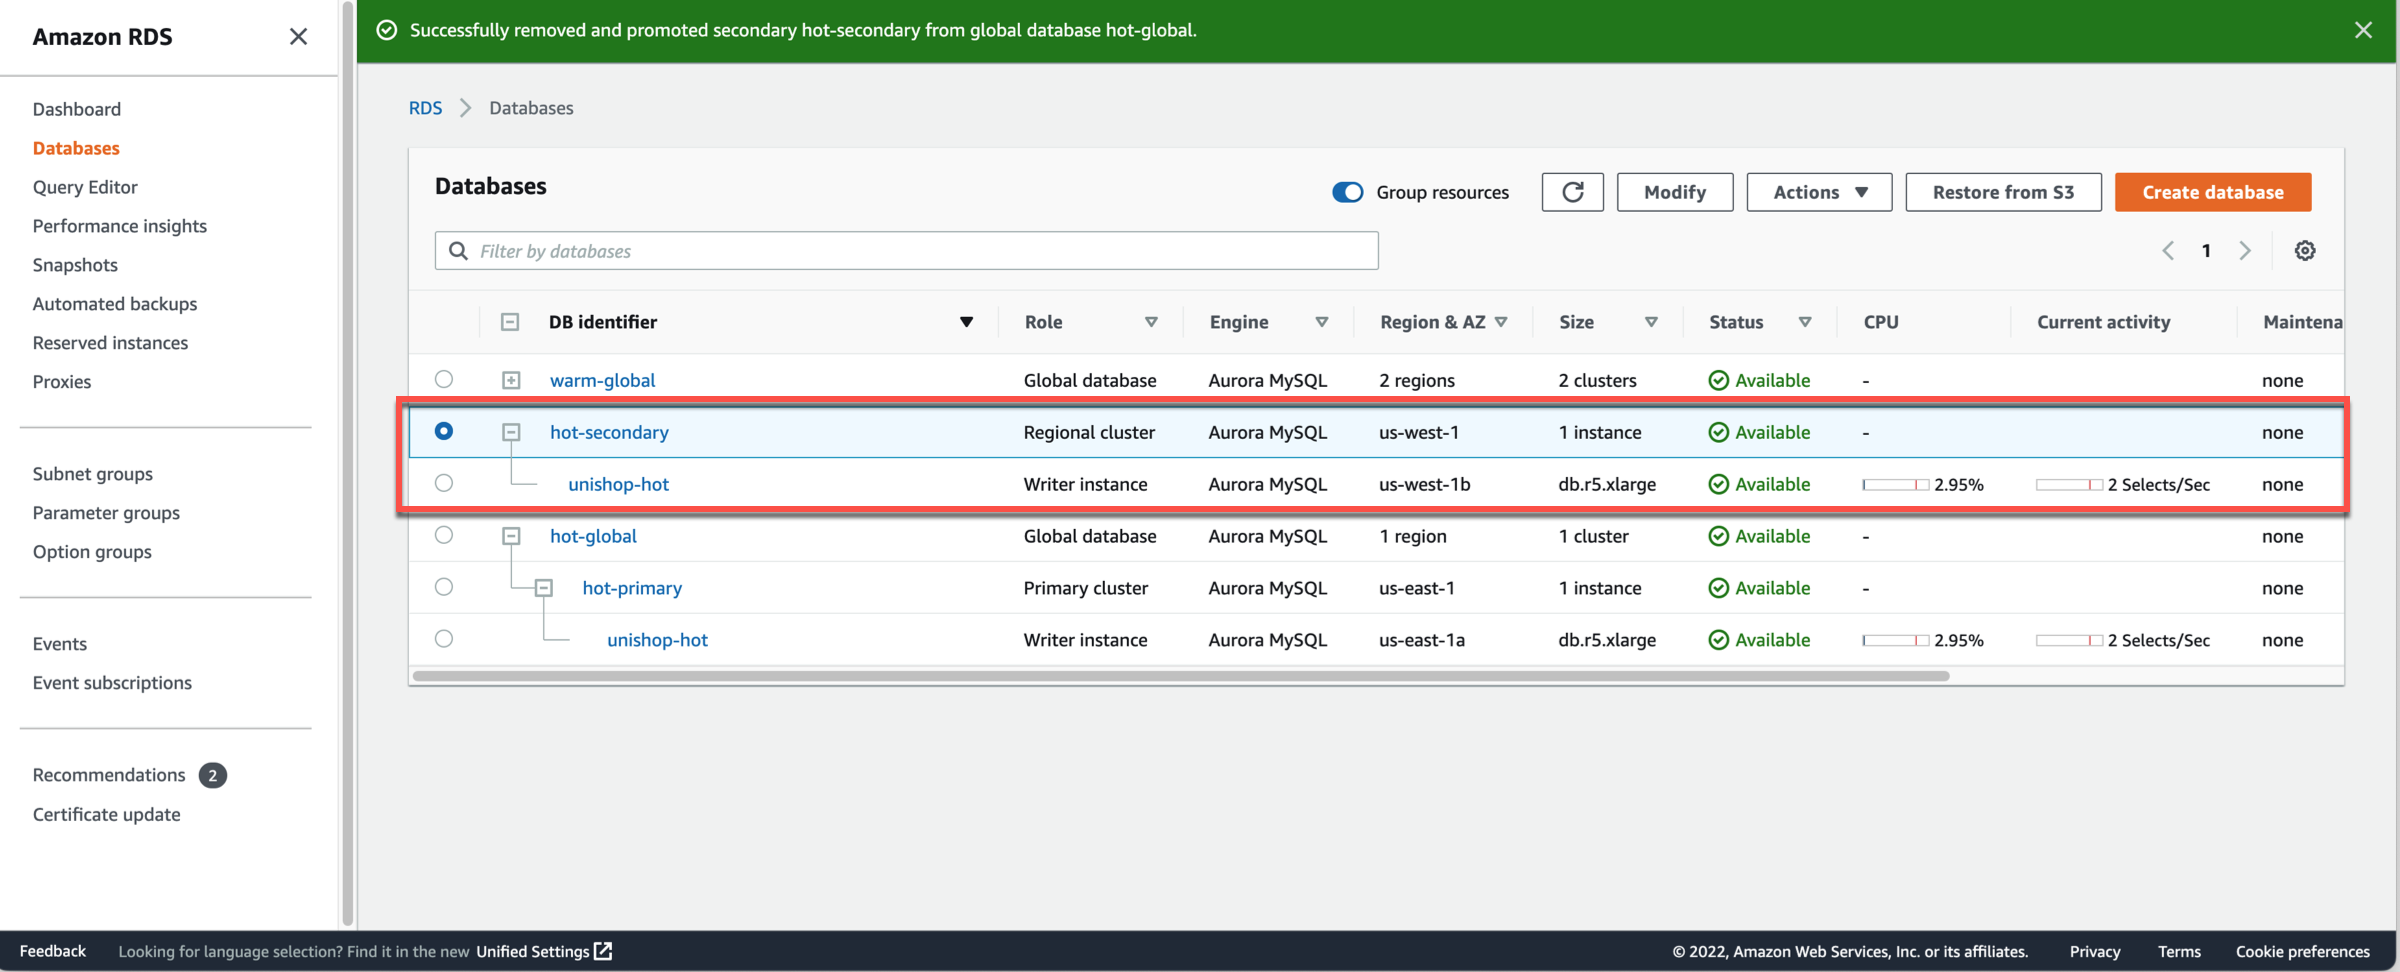 Amazon RDS
Successfully removed and promoted secondary hot-secondary from global database hot-global.
Dashboard
Databases
Query Editor
Performance insights
Snapshots
Automated backups
Reserved instances
Proxies
Subnet groups
Parameter groups
Option groups
Events
Event subscriptions
Recommendations 2
Certificate update
RDS Databases
Databases
Group resources Modify Actions Restore from S3 Create database
Filter by databases 1
DB identifier Role Engine Region & AZ Size Status CPU Current activity Maintena
warm-global Global database Aurora MySQL 2 regions 2 clusters Available - none
hot-secondary Regional cluster Aurora MySQL us-west-1 1 instance Available - none
unishop-hot Writer instance Aurora MySQL us-west-1b db.r5.xlarge Available 2.95% 2 Selects/Sec none
hot-global Global database Aurora MySQL 1 region 1 cluster Available - none
hot-primary Primary cluster Aurora MySQL us-east-1 1 instance Available - none
unishop-hot Writer instance Aurora MySQL us-east-1a db.r5.xlarge Available 2.95% 2 Selects/Sec none
Feedback Looking for language selection? Find it in the new Unified Settings © 2022, Amazon Web Services, Inc. or its affiliates. Privacy Terms Cookie preferences